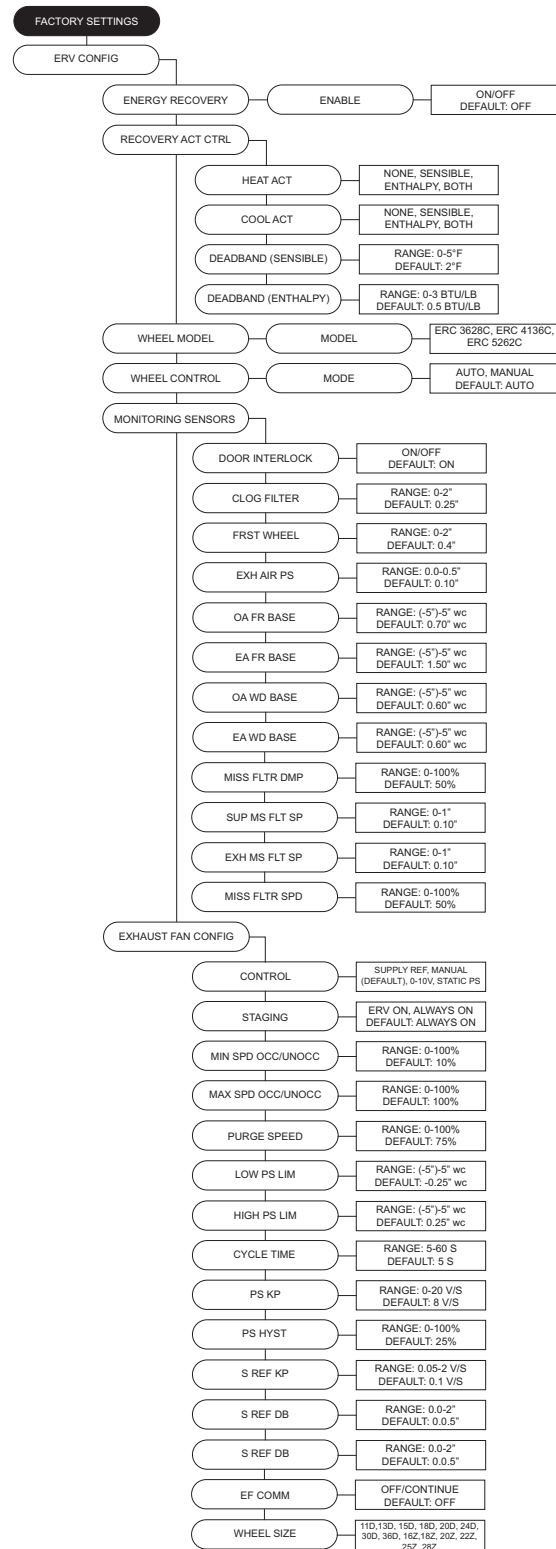 FACTORY SETTINGS
ERV CONFIG
ENERGY RECOVERY
ENABLE
ON/OFF
DEFAULT: OFF
RECOVERY ACT CTRL
HEAT ACT
NONE, SENSIBLE,
ENTHALPY, BOTH
COOL ACT
NONE, SENSIBLE,
ENTHALPY, BOTH
DEADBAND (SENSIBLE)
RANGE: 0-5°F
DEFAULT: 2°F
DEADBAND (ENTHALPY)
RANGE: 0-3 BTU/LB
DEFAULT: 0.5 BTU/LB
WHEEL MODEL
MODEL
ERC 3628C, ERC 4136C,
ERC 5262C
WHEEL CONTROL
MODE
AUTO, MANUAL
DEFAULT: AUTO
MONITORING SENSORS
DOOR INTERLOCK
ON/OFF
DEFAULT: ON
CLOG FILTER
RANGE: 0-2"
DEFAULT: 0.25"
FRST WHEEL
RANGE: 0-2"
DEFAULT: 0.4"
EXH AIR PS
RANGE: 0.0-0.5"
DEFAULT: 0.10"
OA FR BASE
RANGE: (-5")-5" wc
DEFAULT: 0.70" wc
EA FR BASE
RANGE: (-5")-5" wc
DEFAULT: 1.50" wc
OA WD BASE
RANGE: (-5")-5" wc
DEFAULT: 0.60" wc
EA WD BASE
RANGE: (-5")-5" wc
DEFAULT: 0.60" wc
MISS FLTR DMP
RANGE: 0-100%
DEFAULT: 50%
SUP MS FLT SP
RANGE: 0-1"
DEFAULT: 0.10"
EXH MS FLT SP
RANGE: 0-1"
DEFAULT: 0.10"
MISS FLTR SPD
RANGE: 0-100%
DEFAULT: 50%
EXHAUST FAN CONFIG
CONTROL
SUPPLY REF, MANUAL
(DEFAULT), 0-10V, STATIC PS
STAGING
ERV ON, ALWAYS ON
DEFAULT: ALWAYS ON
MIN SPD OCC/UNOCC
RANGE: 0-100%
DEFAULT: 10%
MAX SPD OCC/UNOCC
RANGE: 0-100%
DEFAULT: 100%
PURGE SPEED
RANGE: 0-100%
DEFAULT: 75%
LOW PS LIM
RANGE: (-5")-5" wc
DEFAULT: -0.25" wc
HIGH PS LIM
RANGE: (-5")-5" wc
DEFAULT: 0.25" wc
CYCLE TIME
RANGE: 5-60 S
DEFAULT: 5 S
PS KP
RANGE: 0-20 V/S
DEFAULT: 8 V/S
PS HYST
RANGE: 0-100%
DEFAULT: 25%
S REF KP
RANGE: 0.05-2 V/S
DEFAULT: 0.1 V/S
S REF DB
RANGE: 0.0-2"
DEFAULT: 0.0.5"
S REF DB
RANGE: 0.0-2"
DEFAULT: 0.0.5"
EF COMM
OFF/CONTINUE
DEFAULT: OFF
WHEEL SIZE
11D,13D, 15D, 18D, 20D, 24D,
30D, 36D, 16Z,18Z, 20Z, 22Z,
25Z, 28Z